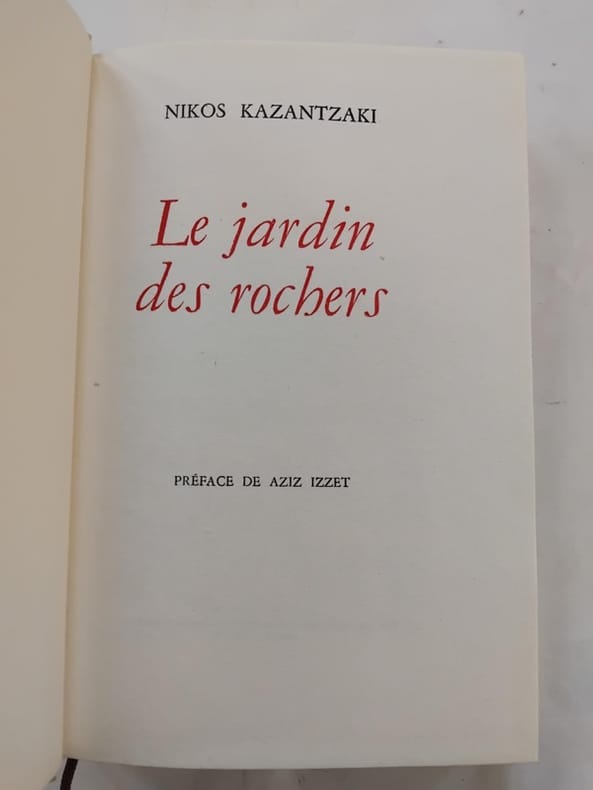 NIKOS KAZANTZAKI
Le jardin
des rochers
PRÉFACE DE AZIZ IZZET